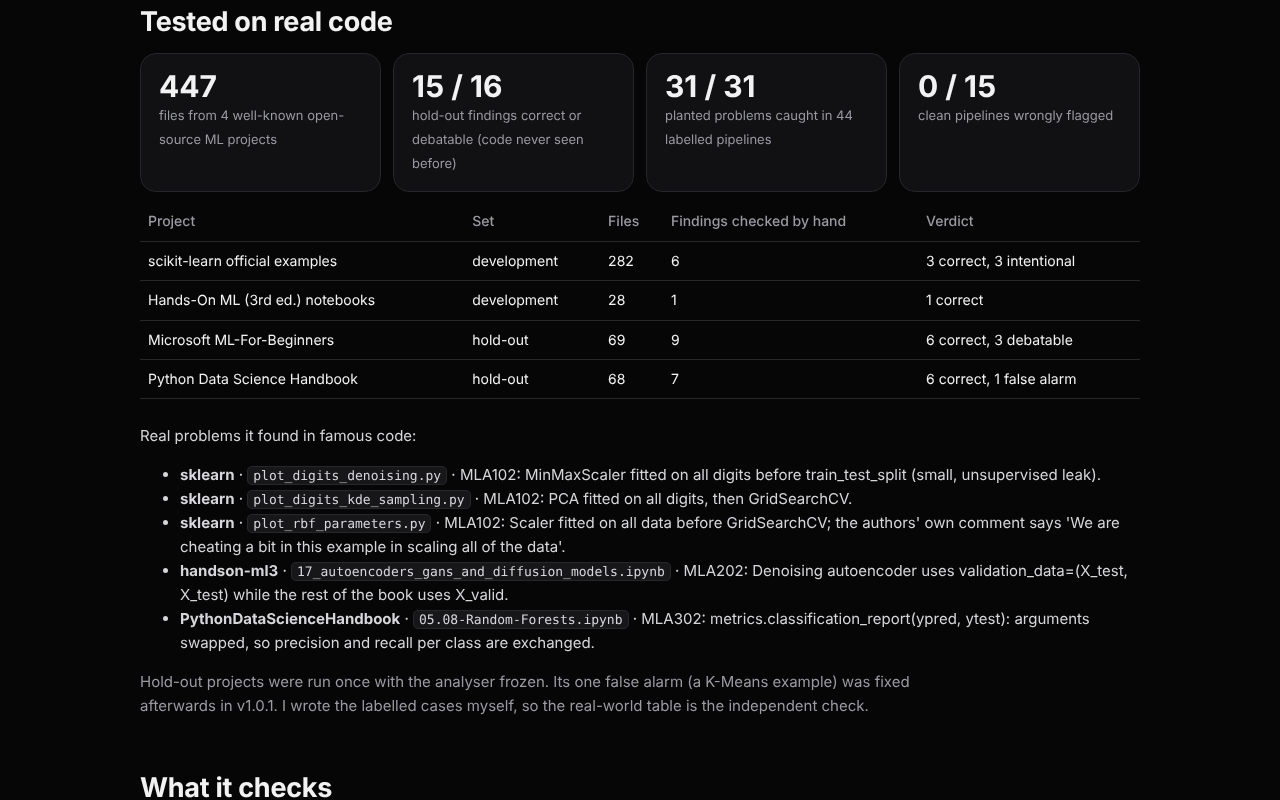 Tested on real code
447
files from 4 well-known open-
source ML projects
15 / 16
hold-out findings correct or
debatable (code never seen
before)
31 / 31
planted problems caught in 44
labelled pipelines
0 / 15
clean pipelines wrongly flagged
Project Set Files Findings checked by hand Verdict
scikit-learn official examples development 282 6 3 correct, 3 intentional
Hands-On ML (3rd ed.) notebooks development 28 1 1 correct
Microsoft ML-For-Beginners hold-out 69 9 6 correct, 3 debatable
Python Data Science Handbook hold-out 68 7 6 correct, 1 false alarm
Real problems it found in famous code:
• sklearn · plot_digits_denoising.py · MLA102: MinMaxScaler fitted on all digits before train_test_split (small, unsupervised leak).
• sklearn · plot_digits_kde_sampling.py · MLA102: PCA fitted on all digits, then GridSearchCV.
• sklearn · plot_rbf_parameters.py · MLA102: Scaler fitted on all data before GridSearchCV; the authors' own comment says 'We are
cheating a bit in this example in scaling all of the data'.
• handson-ml3 · 17_autoencoders_gans_and_diffusion_models.ipynb · MLA202: Denoising autoencoder uses validation_data=(X_test,
X_test) while the rest of the book uses X_valid.
• PythonDataScienceHandbook · 05.08-Random-Forests.ipynb · MLA302: metrics.classification_report(ypred, ytest): arguments
swapped, so precision and recall per class are exchanged.
Hold-out projects were run once with the analyser frozen. Its one false alarm (a K-Means example) was fixed
afterwards in v1.0.1. I wrote the labelled cases myself, so the real-world table is the independent check.
What it checks